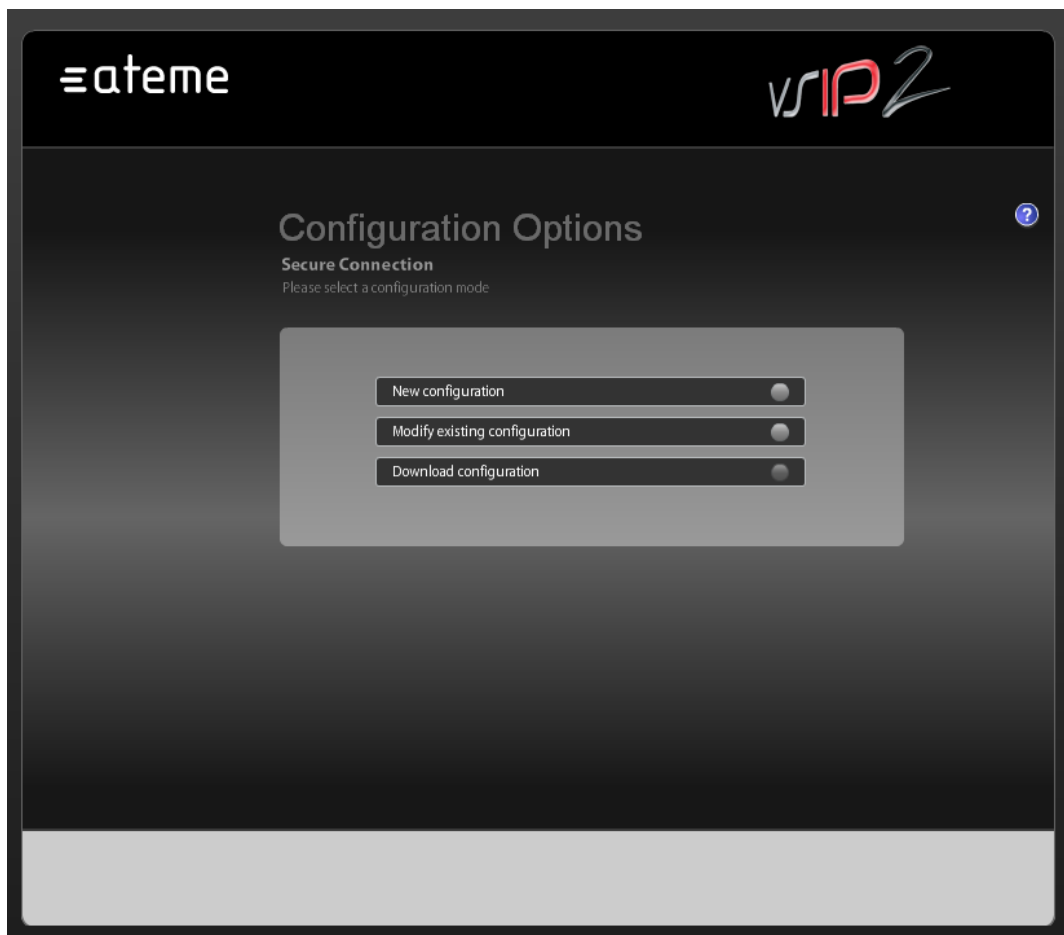 ateme
vsIP2
Configuration Options
?
Secure Connection
Please select a configuration mode
New configuration
Modify existing configuration
Download configuration